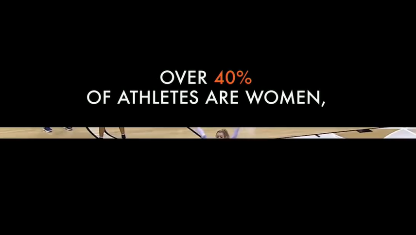 OVER 40%
OF ATHLETES ARE WOMEN,